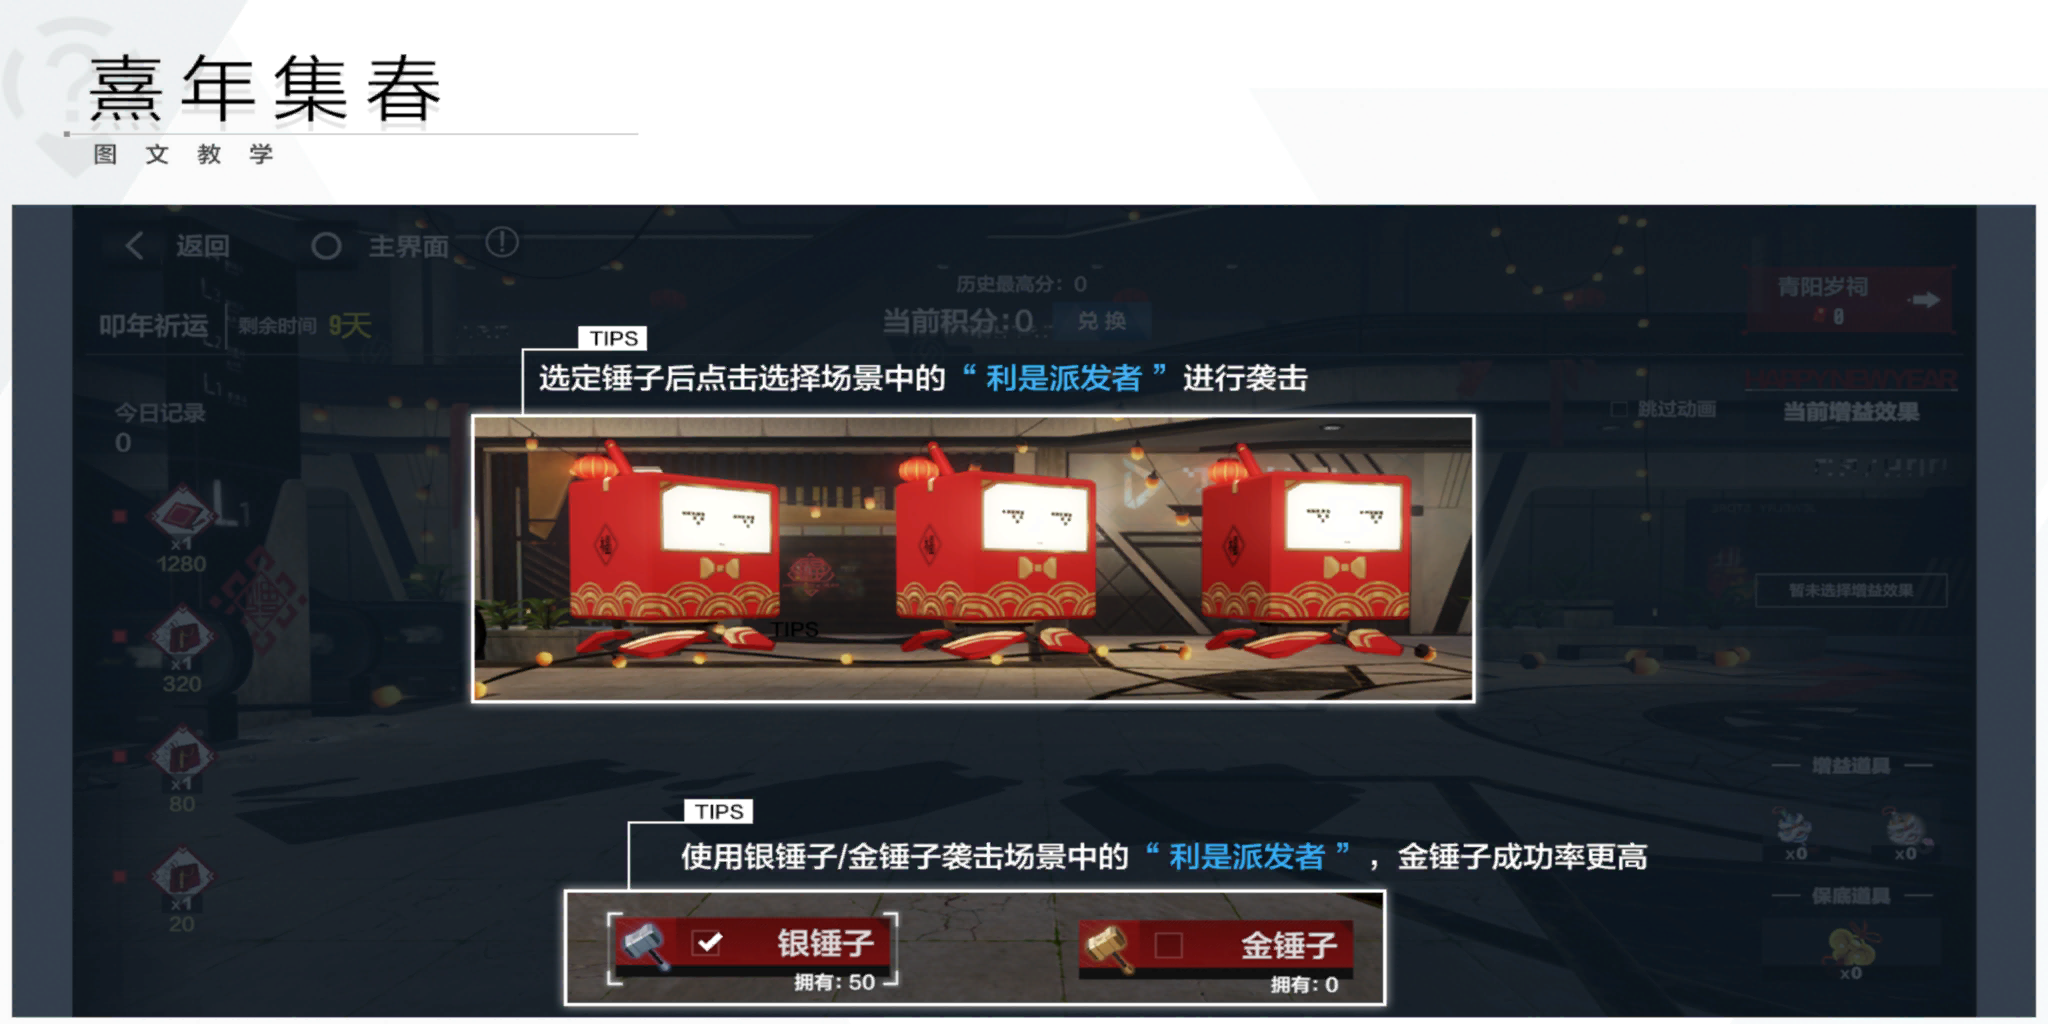 熹年集春
图文教学
返回
主界面
历史最高分：0
当前积分:0
兑换
青阳岁祠
0
叩年祈运
剩余时间 9天
TIPS
选定锤子后点击选择场景中的“利是派发者”进行袭击
HAPPY NEW YEAR
跳过动画
当前增益效果
今日记录
0
x1
1280
x1
320
x1
80
x1
20
福
福
福
TIPS
暂未选择增益效果
增益道具
x0
x0
保底道具
x0
TIPS
使用银锤子/金锤子袭击场景中的“利是派发者”，金锤子成功率更高
银锤子
拥有: 50
金锤子
拥有: 0